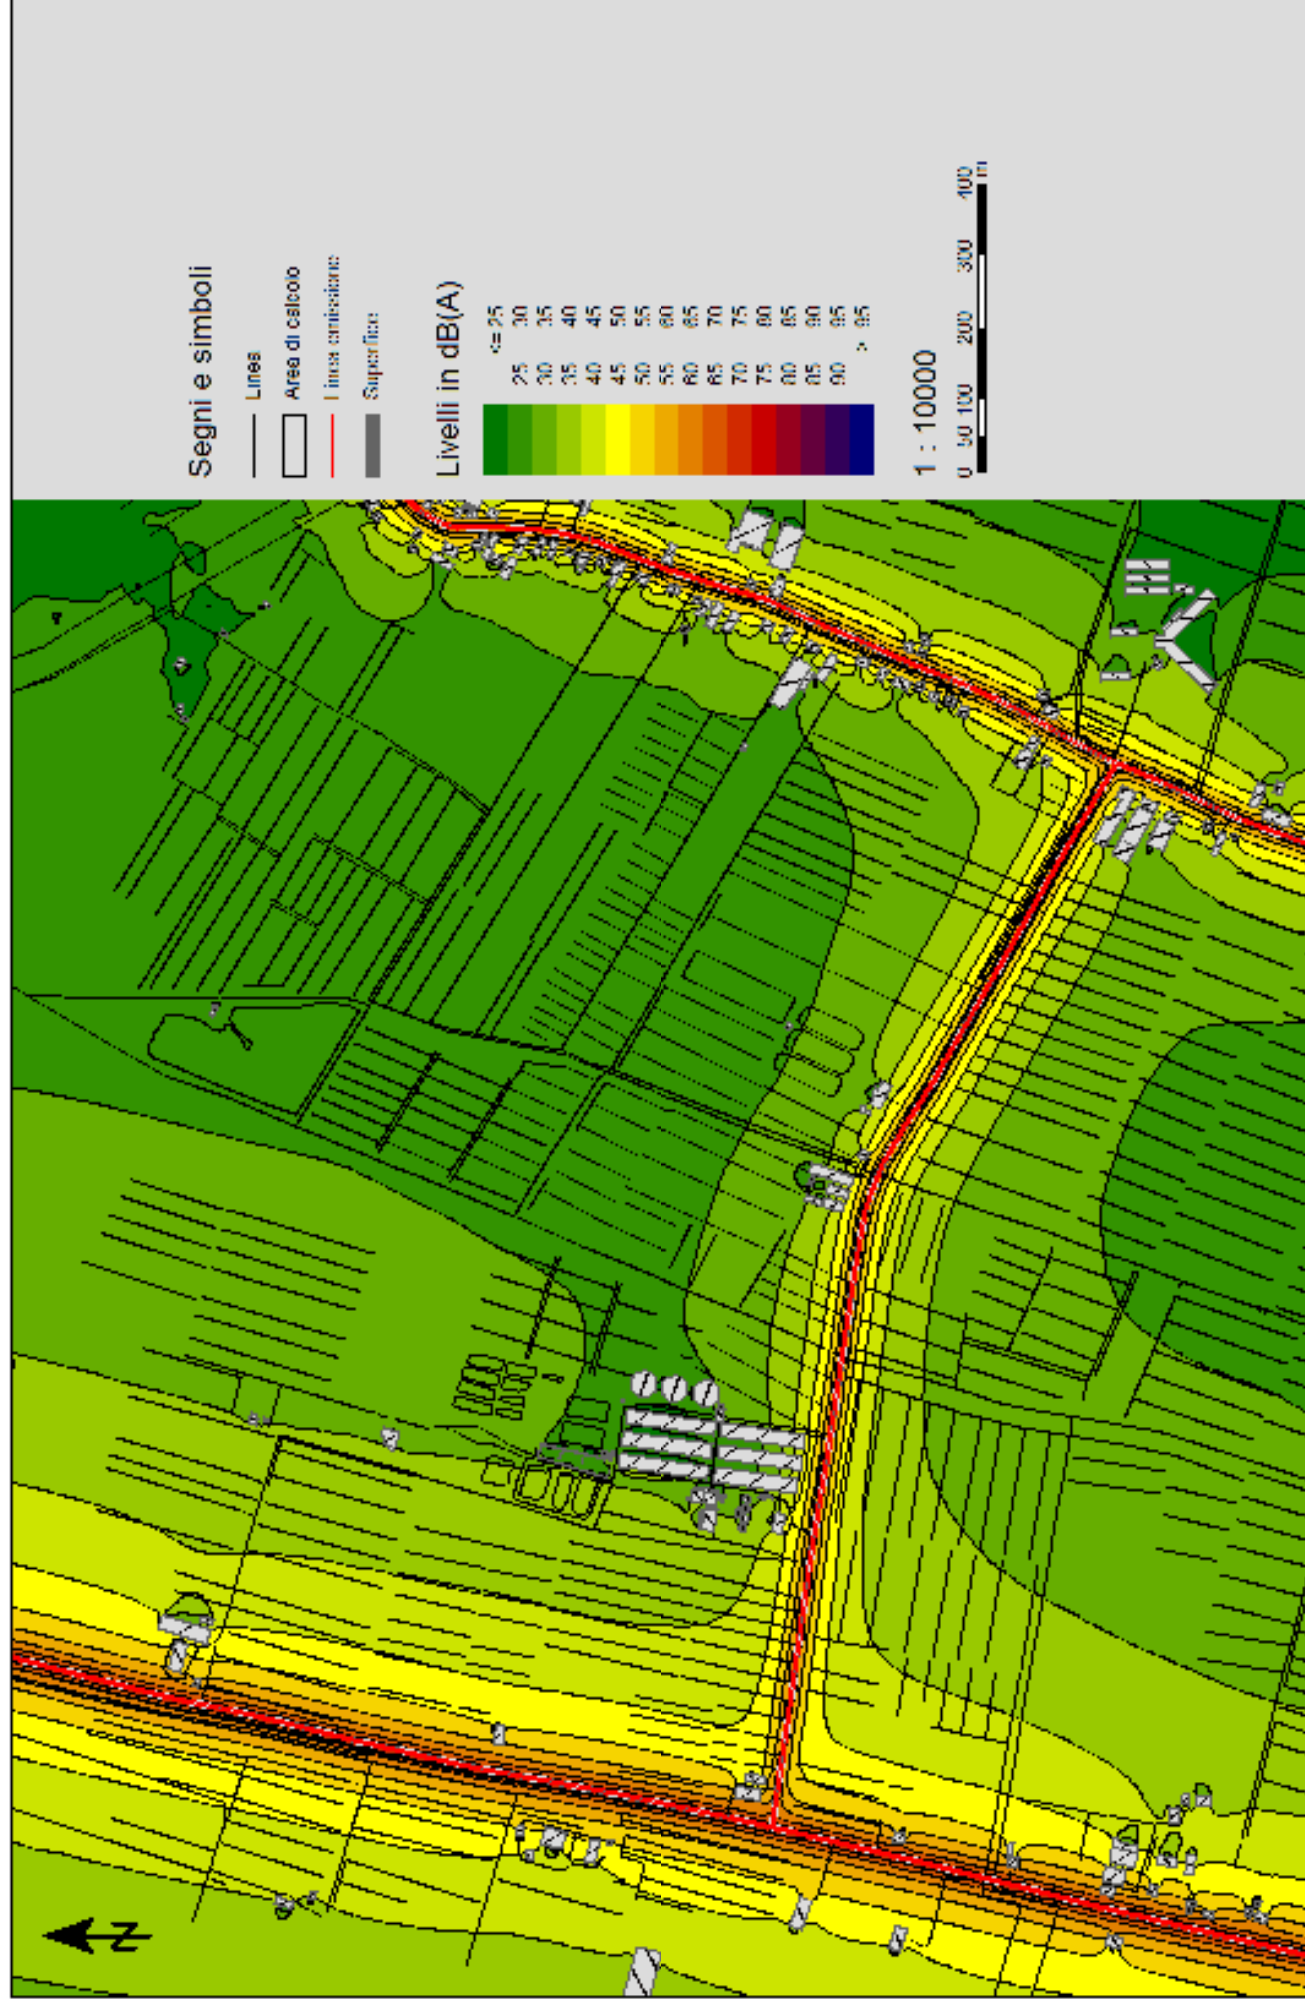 Segni e simboli
Linea
Area di calcolo
Linea emissione
Superfice
Livelli in dB(A)
<= 25
25 30
30 35
35 40
40 45
45 50
50 55
55 60
60 65
65 70
70 75
75 80
80 85
85 90
90 95
> 95
1 : 10000
0 50 100 200 300 400
m
N